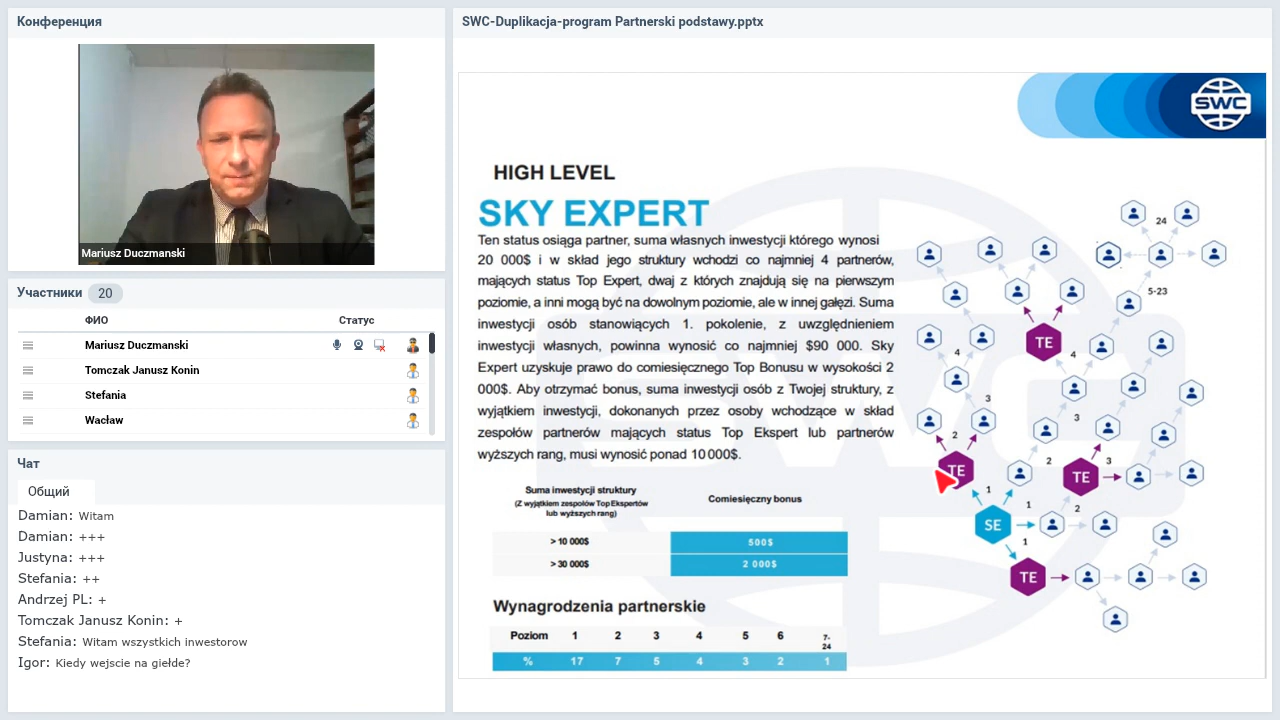 Конференция
Mariusz Duczmanski
Участники 20
ФИО Статус
Mariusz Duczmanski
Tomczak Janusz Konin
Stefania
Wacław
Чат
Общий
Damian: Witam
Damian: +++
Justyna: +++
Stefania: ++
Andrzej PL: +
Tomczak Janusz Konin: +
Stefania: Witam wszystkich inwestorow
Igor: Kiedy wejscie na giełde?
SWC-Duplikacja-program Partnerski podstawy.pptx
SWC
HIGH LEVEL
SKY EXPERT
Ten status osiąga partner, suma własnych inwestycji którego wynosi
20 000$ i w skład jego struktury wchodzi co najmniej 4 partnerów,
mających status Top Expert, dwaj z których znajdują się na pierwszym
poziomie, a inni mogą być na dowolnym poziomie, ale w innej gałęzi. Suma
inwestycji osób stanowiących 1. pokolenie, z uwzględnieniem
inwestycji własnych, powinna wynosić co najmniej $90 000. Sky
Expert uzyskuje prawo do comiesięcznego Top Bonusu w wysokości 2
000$. Aby otrzymać bonus, suma inwestycji osób z Twojej struktury, z
wyjątkiem inwestycji, dokonanych przez osoby wchodzące w skład
zespołów partnerów mających status Top Ekspert lub partnerów
wyższych rang, musi wynosić ponad 10 000$.
Suma inwestycji struktury
(Z wyjątkiem zespołów Top Ekspertów
lub wyższych rang)
Comiesięczny bonus
> 10 000$ 500$
> 30 000$ 2 000$
Wynagrodzenia partnerskie
Poziom 1 2 3 4 5 6 7-
24
% 17 7 5 4 3 2 1
24
5-23
TE
4
4
3
3
2
2
3
TE
TE
1
1
2
SE
1
TE